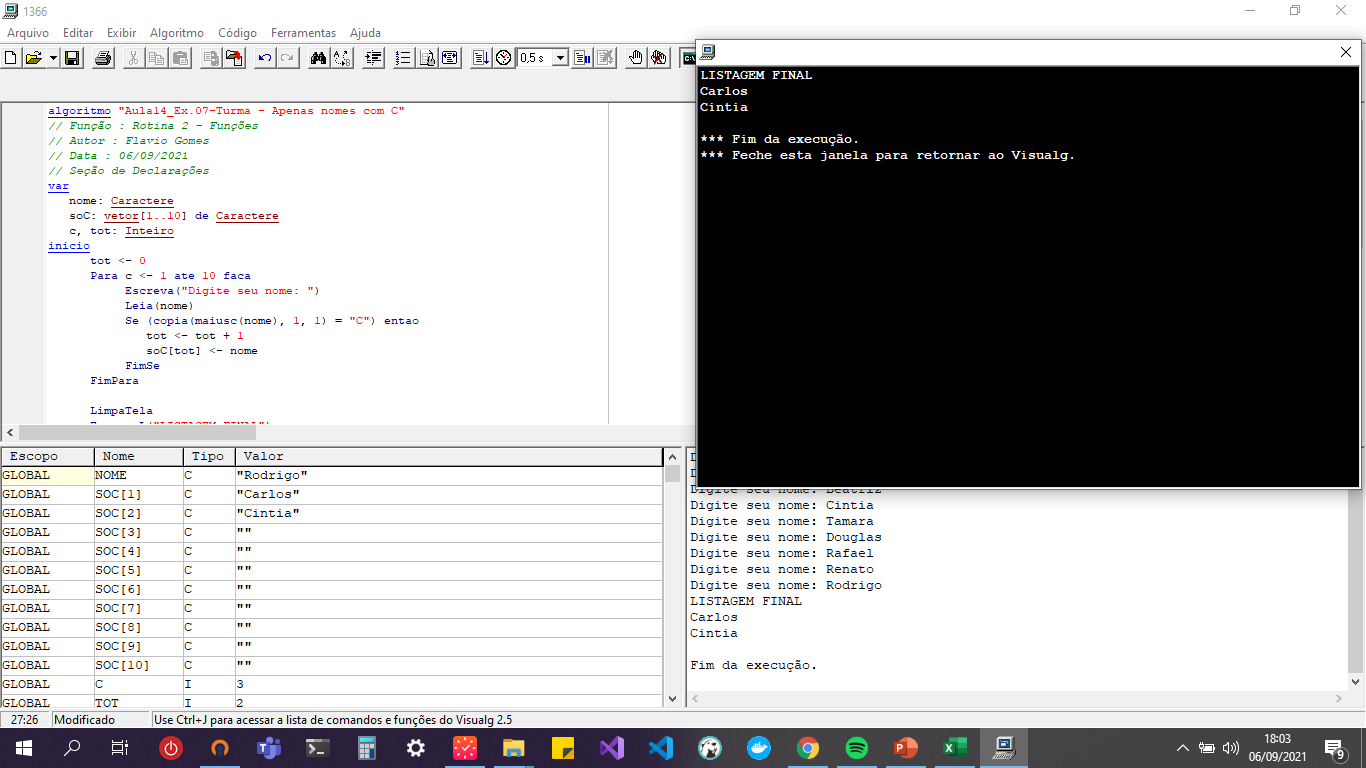 1366
Arquivo Editar Exibir Algoritmo Código Ferramentas Ajuda
0,5 s
algoritmo "Aula14_Ex.07-Turma - Apenas nomes com C"
// Função : Rotina 2 - Funções
// Autor : Flavio Gomes
// Data : 06/09/2021
// Seção de Declarações
var
nome: Caractere
soC: vetor[1..10] de Caractere
c, tot: Inteiro
inicio
tot <- 0
Para c <- 1 ate 10 faca
Escreva("Digite seu nome: ")
Leia(nome)
Se (copia(maiusc(nome), 1, 1) = "C") entao
tot <- tot + 1
soC[tot] <- nome
FimSe
FimPara
LimpaTela
LISTAGEM FINAL
Carlos
Cintia
*** Fim da execução.
*** Feche esta janela para retornar ao Visualg.
Escopo Nome Tipo Valor
GLOBAL NOME C "Rodrigo"
GLOBAL SOC[1] C "Carlos"
GLOBAL SOC[2] C "Cintia"
GLOBAL SOC[3] C ""
GLOBAL SOC[4] C ""
GLOBAL SOC[5] C ""
GLOBAL SOC[6] C ""
GLOBAL SOC[7] C ""
GLOBAL SOC[8] C ""
GLOBAL SOC[9] C ""
GLOBAL SOC[10] C ""
GLOBAL C I 3
GLOBAL TOT I 2
Digite seu nome: Beatriz
Digite seu nome: Cintia
Digite seu nome: Tamara
Digite seu nome: Douglas
Digite seu nome: Rafael
Digite seu nome: Renato
Digite seu nome: Rodrigo
LISTAGEM FINAL
Carlos
Cintia
Fim da execução.
27:26 Modificado Use Ctrl+J para acessar a lista de comandos e funções do Visualg 2.5
18:03
06/09/2021
9